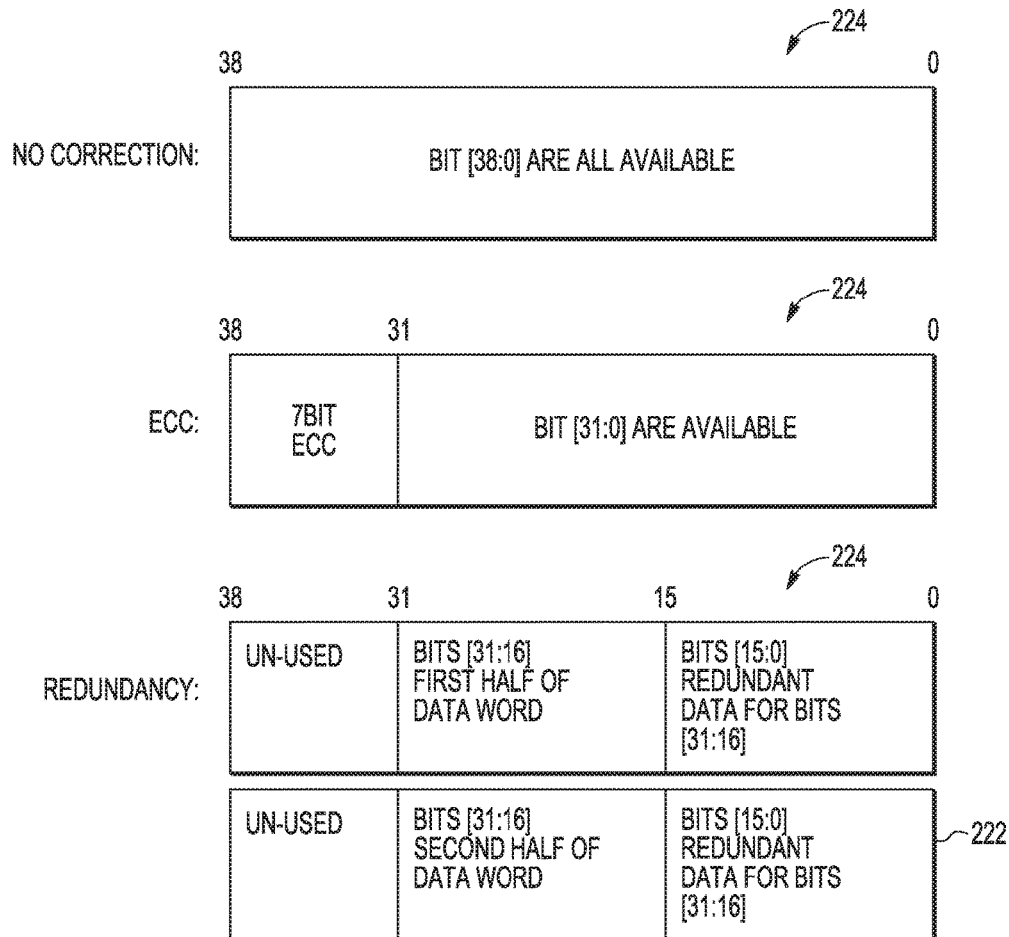 224
38 0
NO CORRECTION:
BIT [38:0] ARE ALL AVAILABLE
224
38 31 0
ECC:
7BIT
ECC
BIT [31:0] ARE AVAILABLE
224
38 31 15 0
REDUNDANCY:
UN-USED
BITS [31:16]
FIRST HALF OF
DATA WORD
BITS [15:0]
REDUNDANT
DATA FOR BITS
[31:16]
UN-USED
BITS [31:16]
SECOND HALF OF
DATA WORD
BITS [15:0]
REDUNDANT
DATA FOR BITS
[31:16]
222